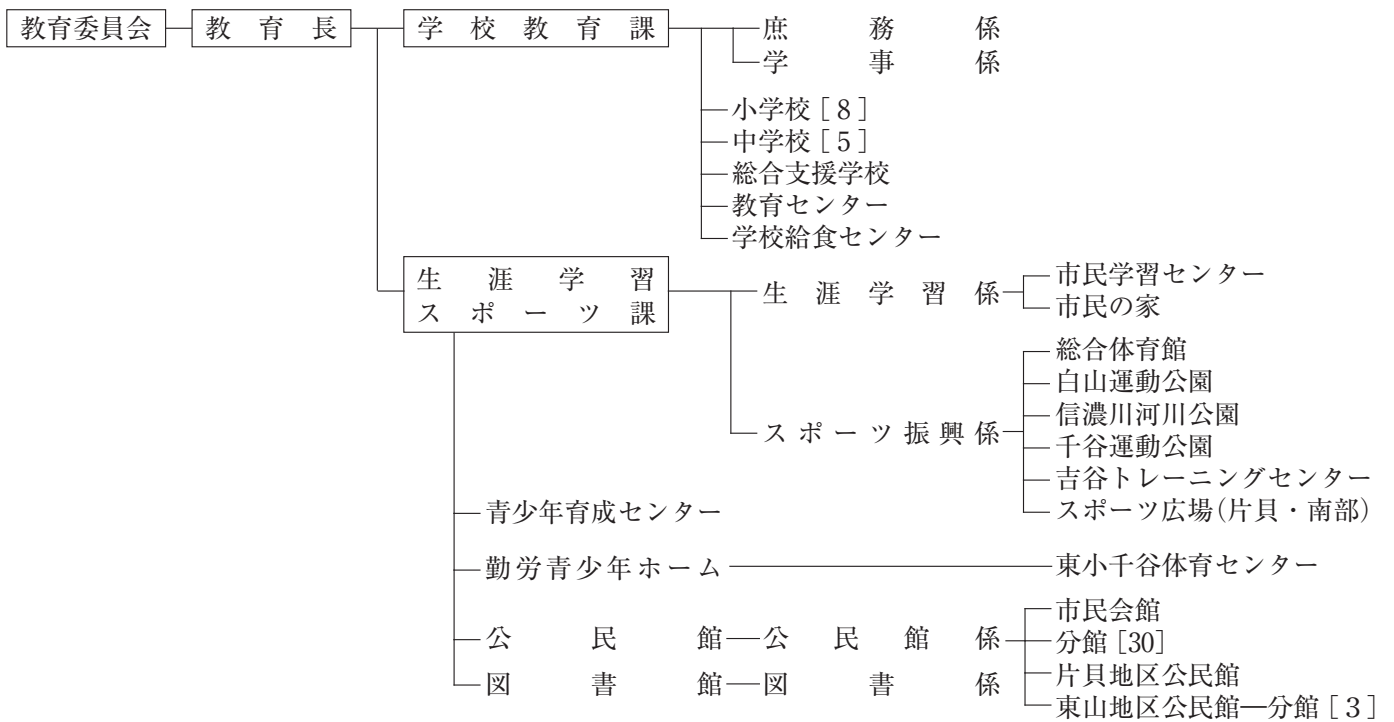 教育委員会 教育長 学校教育課 庶務係
学事係
小学校[8]
中学校[5]
総合支援学校
教育センター
学校給食センター
生涯学習
スポーツ課
生涯学習係
市民学習センター
市民の家
スポーツ振興係
総合体育館
白山運動公園
信濃川河川公園
千谷運動公園
吉谷トレーニングセンター
スポーツ広場(片貝・南部)
青少年育成センター
勤労青少年ホーム 東小千谷体育センター
公民館 公民館係
市民会館
分館[30]
片貝地区公民館
東山地区公民館 分館[3]
図書館 図書係